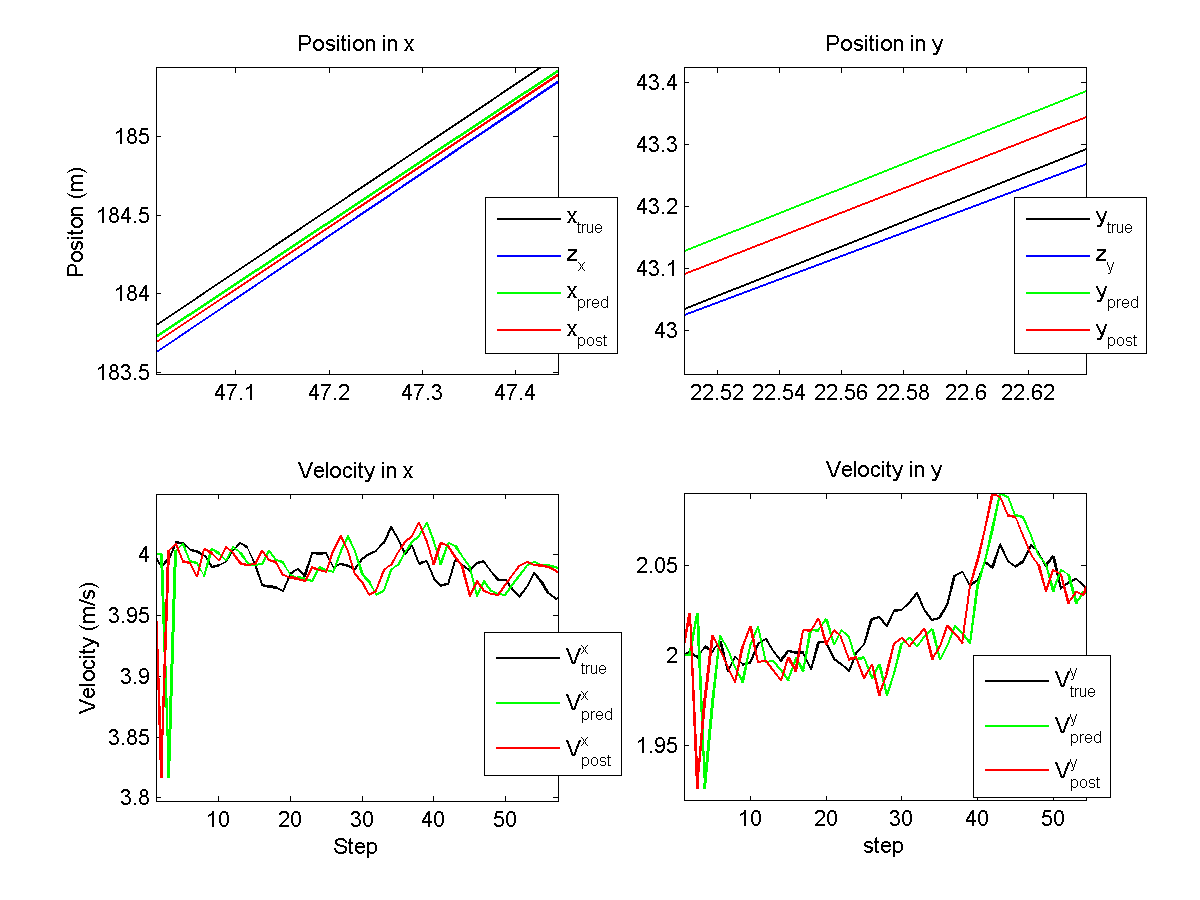 Position in x
Positon (m)
185
184.5
184
183.5
47.1 47.2 47.3 47.4
x_true
z_x
x_pred
x_post
Position in y
43.4
43.3
43.2
43.1
43
22.52 22.54 22.56 22.58 22.6 22.62
y_true
z_y
y_pred
y_post
Velocity in x
Velocity (m/s)
4
3.95
3.9
3.85
3.8
10 20 30 40 50
Step
V^x_true
V^x_pred
V^x_post
Velocity in y
2.05
2
1.95
10 20 30 40 50
step
V^y_true
V^y_pred
V^y_post